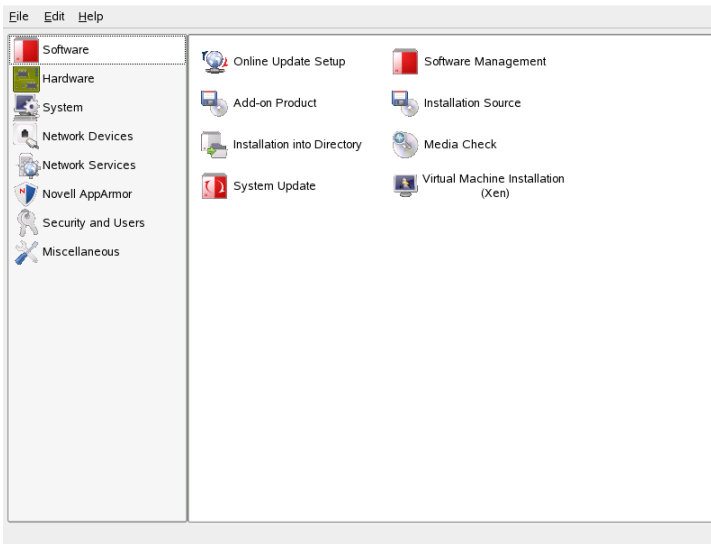 File Edit Help
Software
Hardware
System
Network Devices
Network Services
Novell AppArmor
Security and Users
Miscellaneous
Online Update Setup
Software Management
Add-on Product
Installation Source
Installation into Directory
Media Check
System Update
Virtual Machine Installation
(Xen)